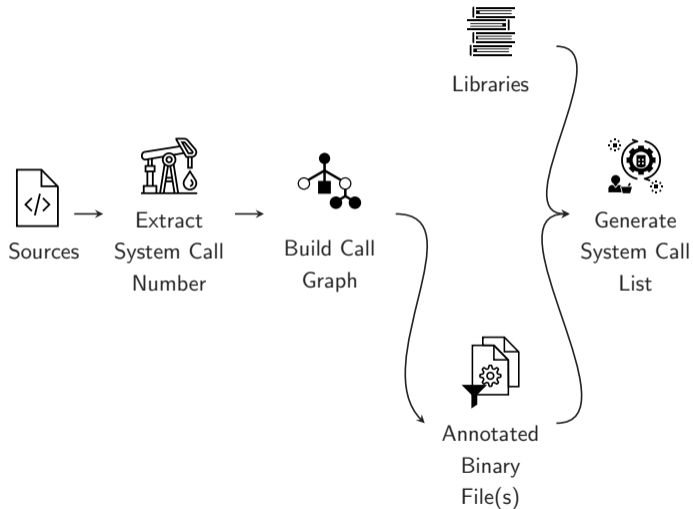 Libraries
</>
Sources
Extract
System Call
Number
Build Call
Graph
Generate
System Call
List
Annotated
Binary
File(s)